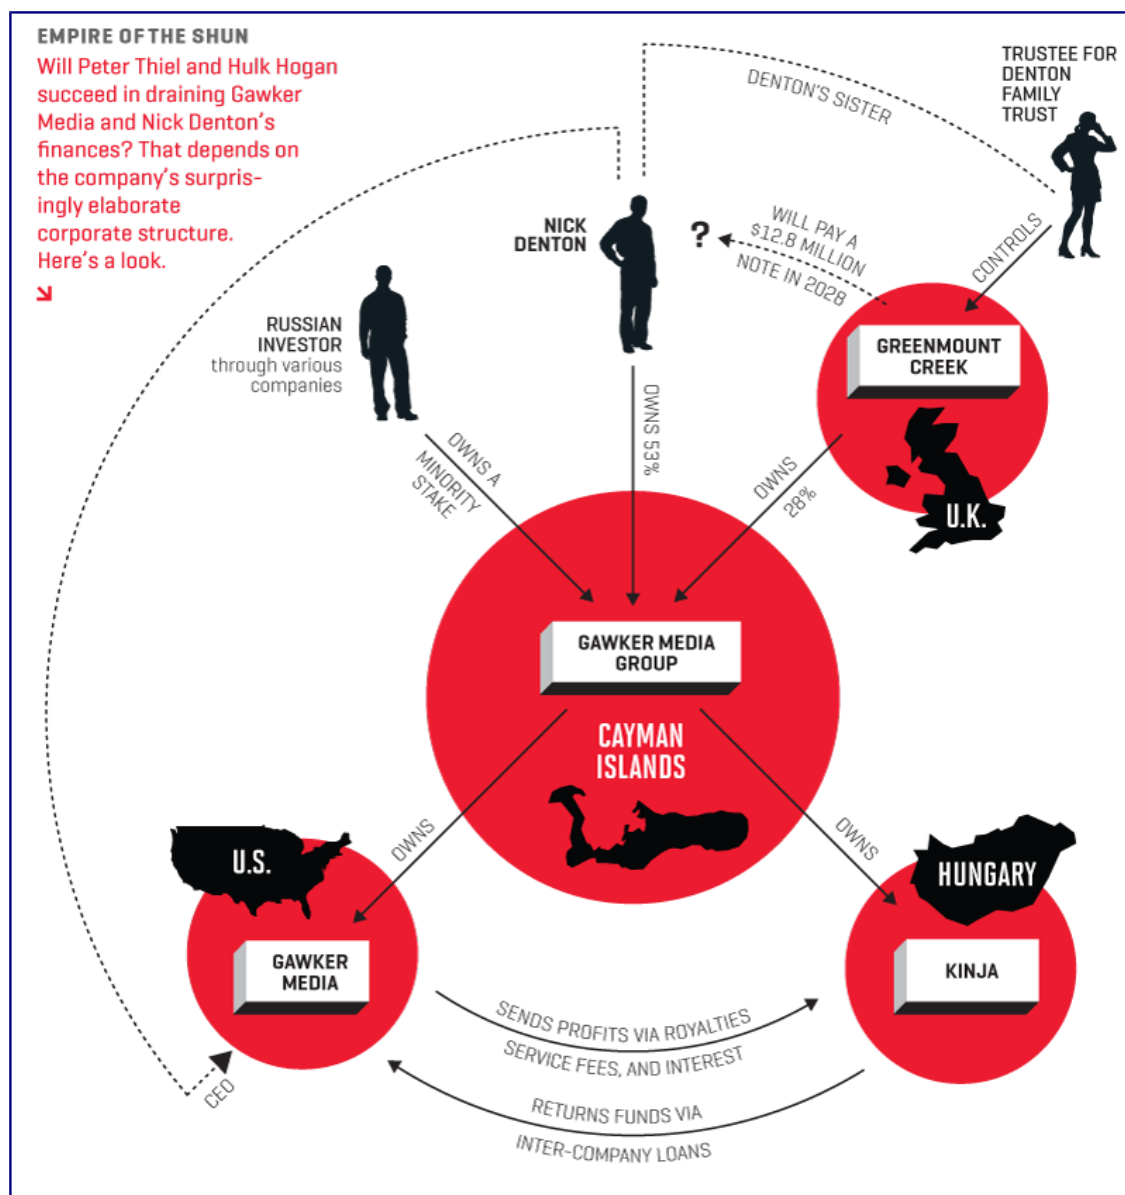 EMPIRE OF THE SHUN
Will Peter Thiel and Hulk Hogan
succeed in draining Gawker
Media and Nick Denton's
finances? That depends on
the company's surpris-
ingly elaborate
corporate structure.
Here's a look.
DENTON'S SISTER
TRUSTEE FOR
DENTON
FAMILY
TRUST
NICK
DENTON
?
WILL PAY A
$12.8 MILLION
NOTE IN 2028
CONTROLS
RUSSIAN
INVESTOR
through various
companies
GREENMOUNT
CREEK
U.K.
OWNS A
MINORITY
STAKE
OWNS 53%
OWNS
28%
GAWKER MEDIA
GROUP
CAYMAN
ISLANDS
OWNS
OWNS
U.S.
GAWKER
MEDIA
HUNGARY
KINJA
SENDS PROFITS VIA ROYALTIES
SERVICE FEES, AND INTEREST
CEO
RETURNS FUNDS VIA
INTER-COMPANY LOANS